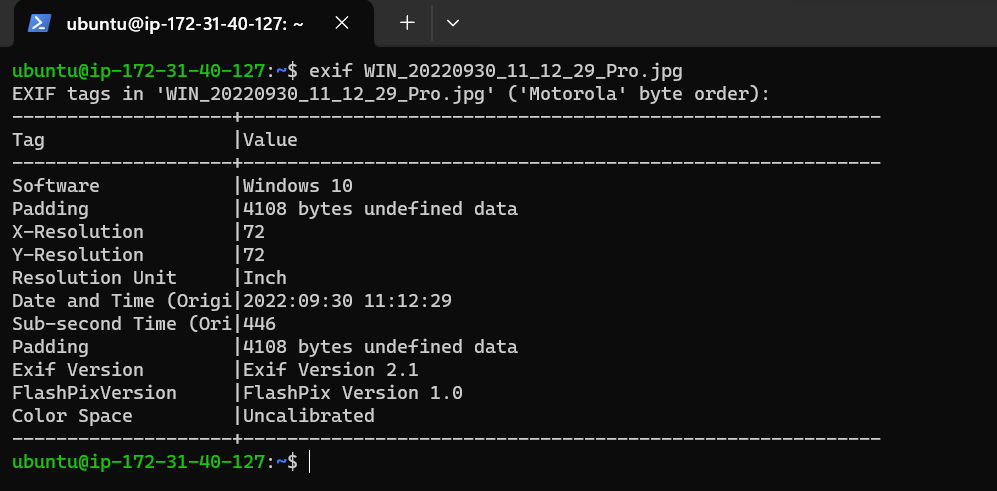 ubuntu@ip-172-31-40-127: ~
ubuntu@ip-172-31-40-127:~$ exif WIN_20220930_11_12_29_Pro.jpg
EXIF tags in 'WIN_20220930_11_12_29_Pro.jpg' ('Motorola' byte order):
--------------------+----------------------------------------------------------
Tag                 |Value
--------------------+----------------------------------------------------------
Software            |Windows 10
Padding             |4108 bytes undefined data
X-Resolution        |72
Y-Resolution        |72
Resolution Unit     |Inch
Date and Time (Origi|2022:09:30 11:12:29
Sub-second Time (Ori|446
Padding             |4108 bytes undefined data
Exif Version        |Exif Version 2.1
FlashPixVersion     |FlashPix Version 1.0
Color Space         |Uncalibrated
--------------------+----------------------------------------------------------
ubuntu@ip-172-31-40-127:~$